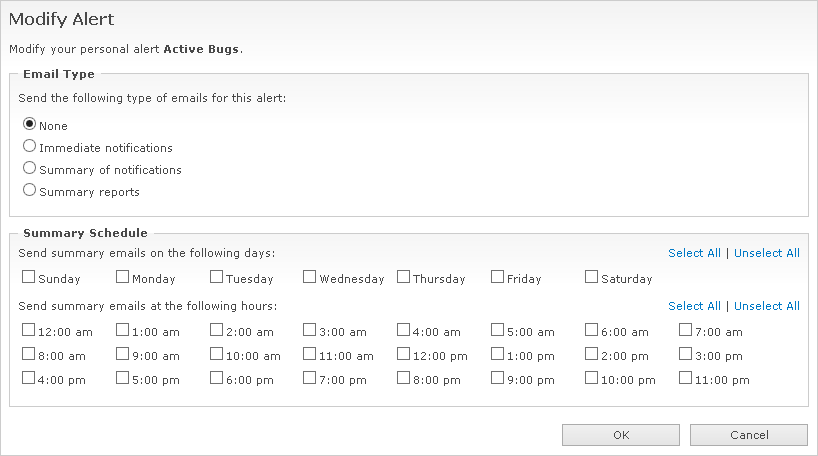 Modify Alert
Modify your personal alert Active Bugs.
Email Type
Send the following type of emails for this alert:
None
Immediate notifications
Summary of notifications
Summary reports
Summary Schedule
Send summary emails on the following days: Select All | Unselect All
Sunday Monday Tuesday Wednesday Thursday Friday Saturday
Send summary emails at the following hours: Select All | Unselect All
12:00 am 1:00 am 2:00 am 3:00 am 4:00 am 5:00 am 6:00 am 7:00 am
8:00 am 9:00 am 10:00 am 11:00 am 12:00 pm 1:00 pm 2:00 pm 3:00 pm
4:00 pm 5:00 pm 6:00 pm 7:00 pm 8:00 pm 9:00 pm 10:00 pm 11:00 pm
OK Cancel